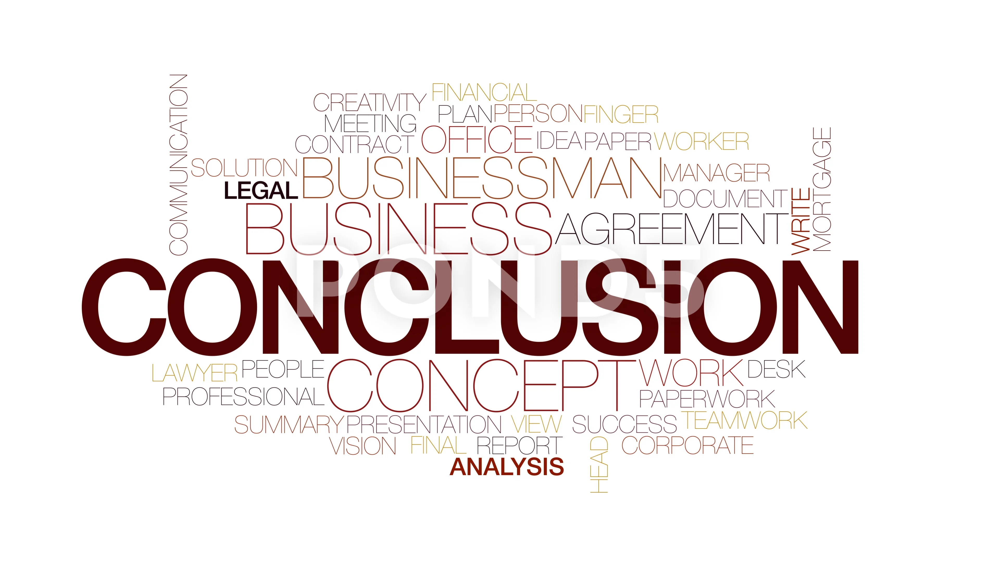 COMMUNICATION
FINANCIAL
CREATIVITY
PLAN PERSON FINGER
MEETING
OFFICE
CONTRACT IDEA PAPER WORKER
MORTGAGE
SOLUTION BUSINESSMAN MANAGER
LEGAL DOCUMENT
WRITE
BUSINESS AGREEMENT
POND5
CONCLUSION
LAWYER PEOPLE CONCEPT WORK DESK
PROFESSIONAL PAPERWORK
SUMMARY PRESENTATION VIEW SUCCESS TEAMWORK
VISION FINAL REPORT CORPORATE
HEAD
ANALYSIS